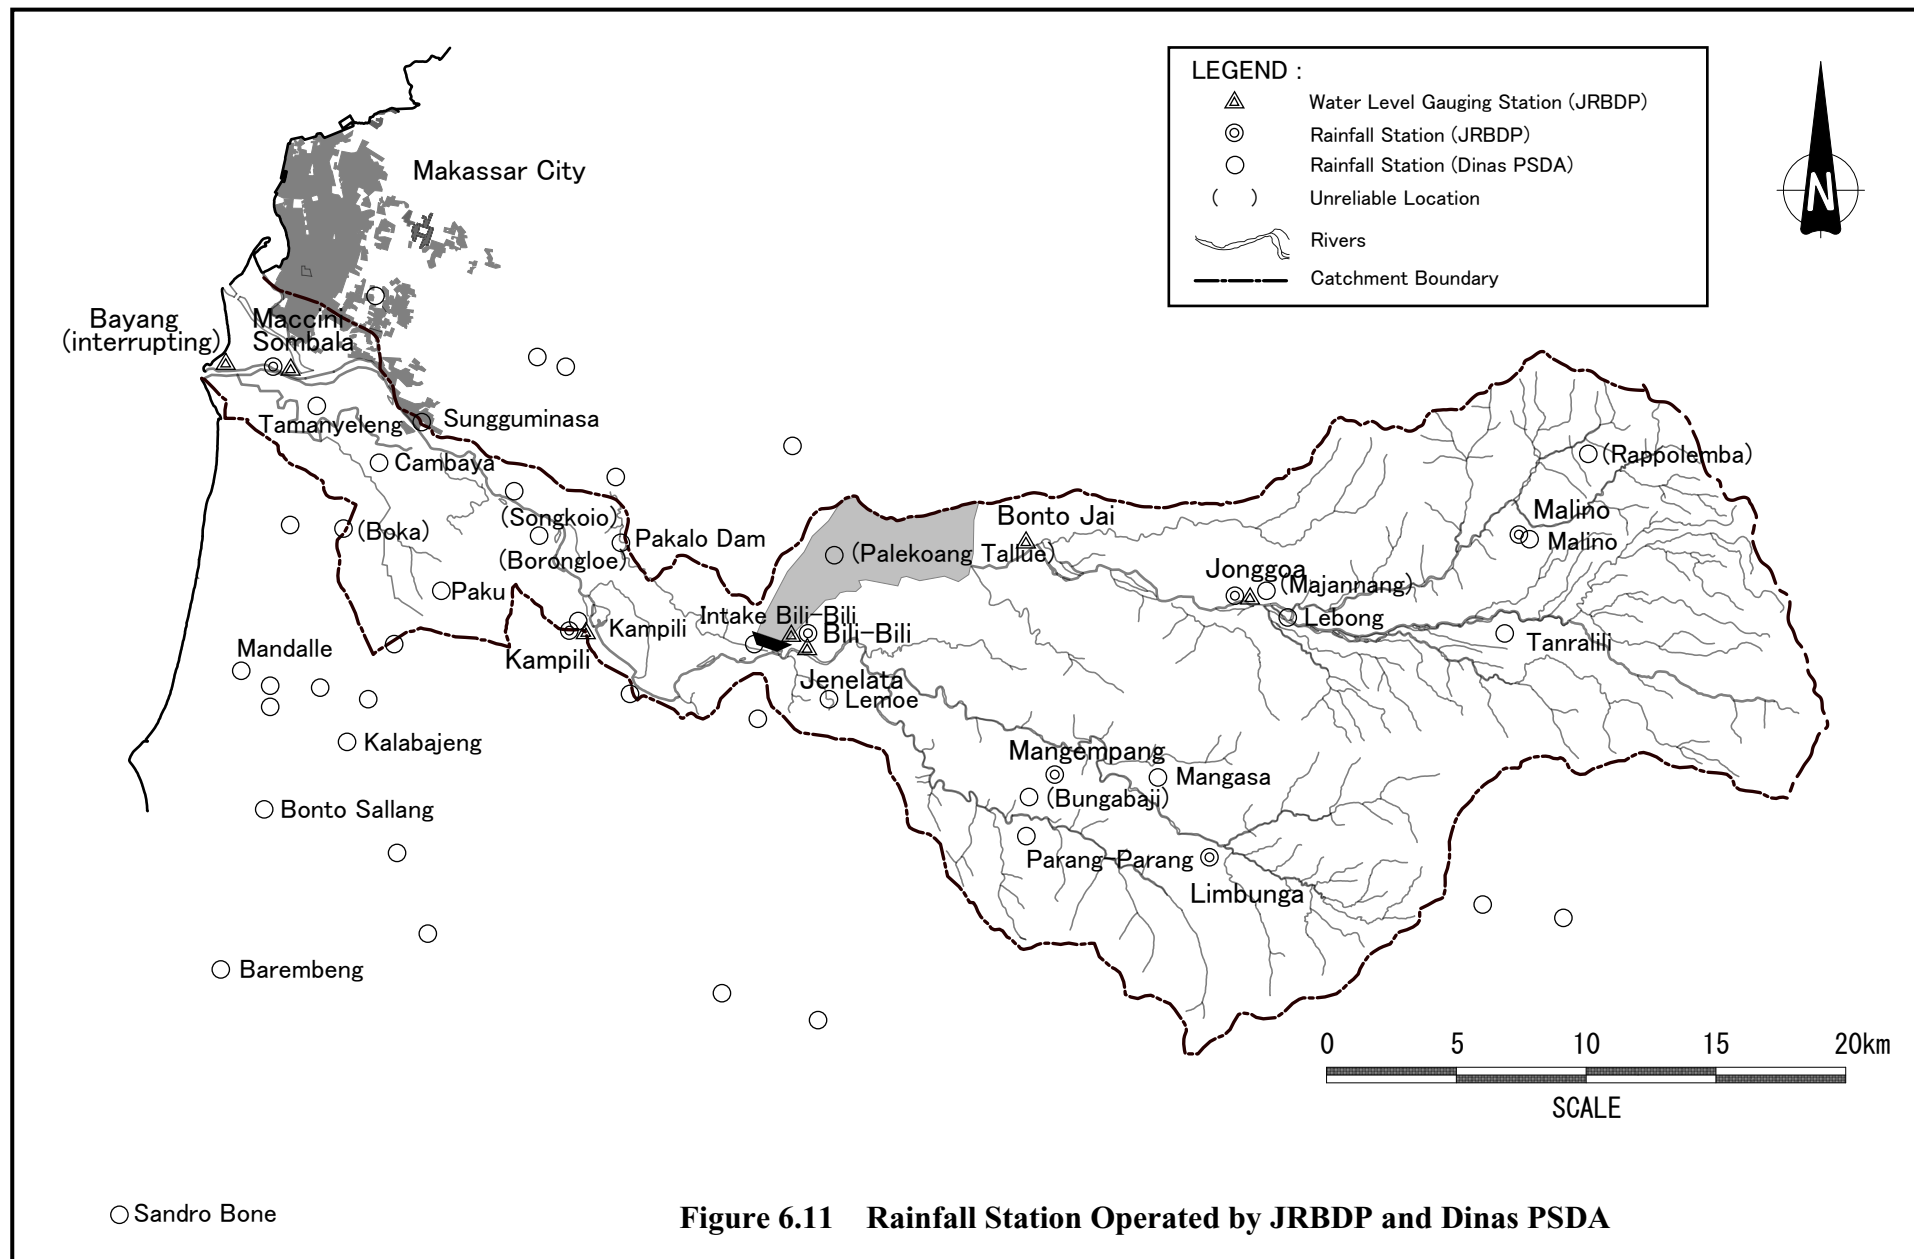 LEGEND :
Water Level Gauging Station (JRBDP)
Rainfall Station (JRBDP)
Rainfall Station (Dinas PSDA)
( ) Unreliable Location
Rivers
Catchment Boundary
N
Makassar City
Bayang
(interrupting)
Maccini
Sombala
Tamanyeleng
Sungguminasa
Cambaya
(Songkoio)
(Boka)
(Borongloe)
Pakalo Dam
Paku
(Palekoang Tallue)
Bonto Jai
(Rappolemba)
Malino
Malino
Jonggoa
(Majannang)
Lebong
Tanralili
Intake Bili-Bili
Bili-Bili
Kampili
Kampili
Mandalle
Jenelata
Lemoe
Kalabajeng
Mangempang
Mangasa
(Bungabaji)
Bonto Sallang
Parang-Parang
Limbunga
Barembeng
0 5 10 15 20km
SCALE
Sandro Bone
Figure 6.11 Rainfall Station Operated by JRBDP and Dinas PSDA